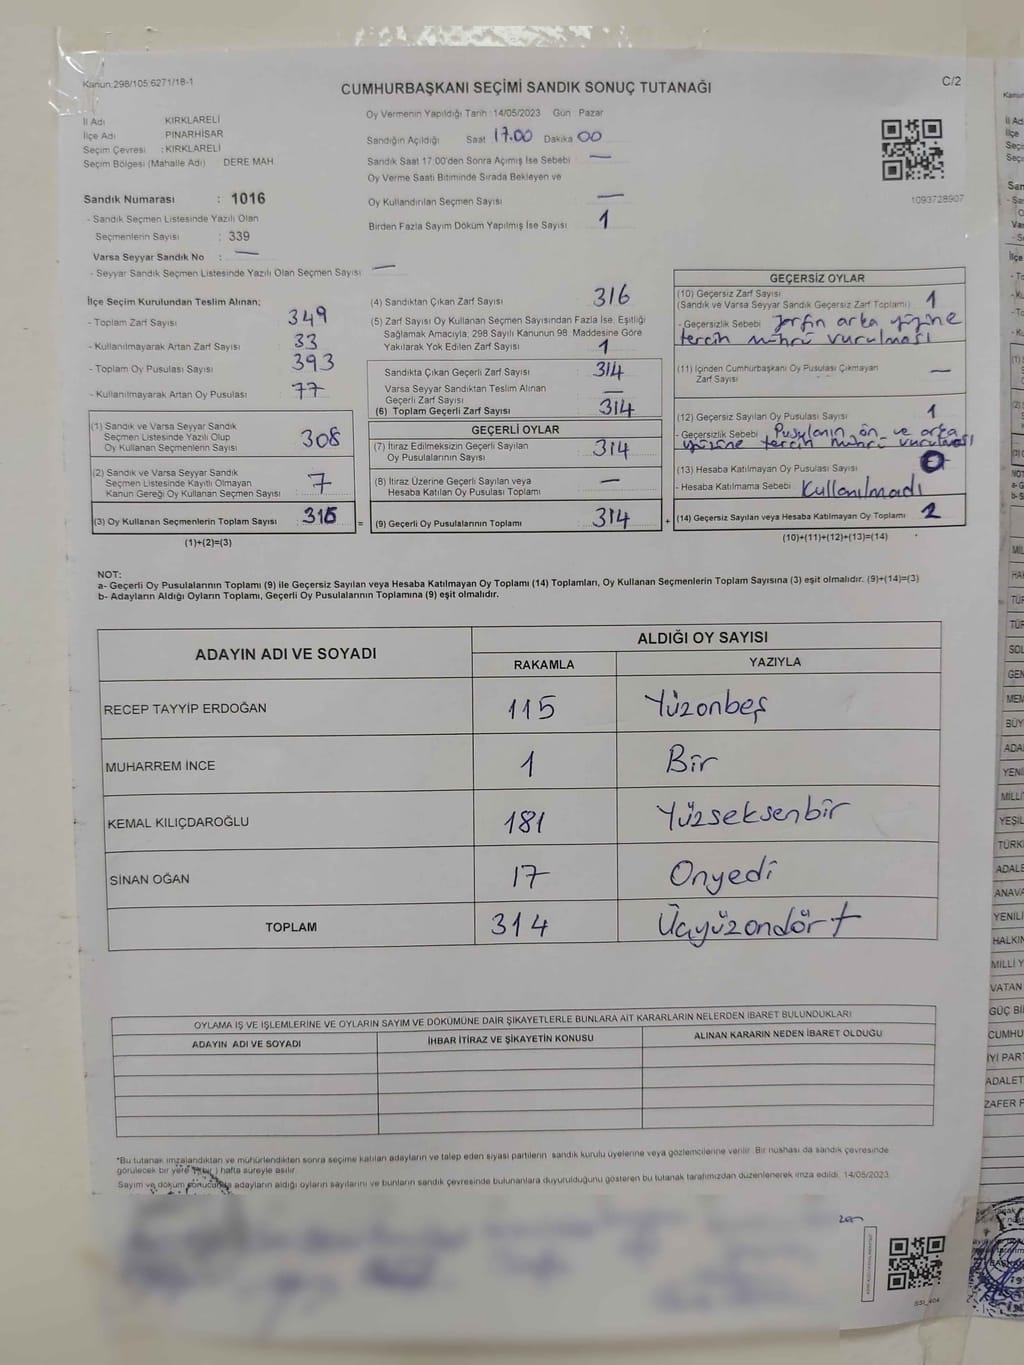 Kanun:298/105;6271/18-1
CUMHURBAŞKANI SEÇİMİ SANDIK SONUÇ TUTANAĞI
C/2
İl Adı KIRKLARELİ
İlçe Adı PINARHİSAR
Seçim Çevresi : KIRKLARELİ
Seçim Bölgesi (Mahalle Adı) DERE MAH.
Oy Vermenin Yapıldığı Tarih :14/05/2023 Gün Pazar
Sandığın Açıldığı Saat 17.00 Dakika 00
Sandık Saat 17:00'den Sonra Açımış İse Sebebi —
Oy Verme Saati Bitiminde Sırada Bekleyen ve
Oy Kullandırılan Seçmen Sayısı —
Birden Fazla Sayım Döküm Yapılmış İse Sayısı 1
1093728907
Sandık Numarası : 1016
- Sandık Seçmen Listesinde Yazılı Olan
Seçmenlerin Sayısı : 339
Varsa Seyyar Sandık No : —
- Seyyar Sandık Seçmen Listesinde Yazılı Olan Seçmen Sayısı —
İlçe Seçim Kurulundan Teslim Alınan;
- Toplam Zarf Sayısı 349
- Kullanılmayarak Artan Zarf Sayısı 33
- Toplam Oy Pusulası Sayısı 393
- Kullanılmayarak Artan Oy Pusulası 77
(1) Sandık ve Varsa Seyyar Sandık
Seçmen Listesinde Yazılı Olup
Oy Kullanan Seçmenlerin Sayısı 308
(2) Sandık ve Varsa Seyyar Sandık
Seçmen Listesinde Kayıtlı Olmayan
Kanun Gereği Oy Kullanan Seçmen Sayısı 7
(3) Oy Kullanan Seçmenlerin Toplam Sayısı =
(1)+(2)=(3)
(4) Sandıktan Çıkan Zarf Sayısı 316
(5) Zarf Sayısı Oy Kullanan Seçmen Sayısından Fazla İse, Eşitliği
Sağlamak Amacıyla, 298 Sayılı Kanunun 98. Maddesine Göre
Yakılarak Yok Edilen Zarf Sayısı 1
Sandıkta Çıkan Geçerli Zarf Sayısı 314
Varsa Seyyar Sandıktan Teslim Alınan
Geçerli Zarf Sayısı —
(6) Toplam Geçerli Zarf Sayısı 314
GEÇERLİ OYLAR
(7) İtiraz Edilmeksizin Geçerli Sayılan
Oy Pusulalarının Sayısı 314
(8) İtiraz Üzerine Geçerli Sayılan veya
Hesaba Katılan Oy Pusulası Toplamı —
(9) Geçerli Oy Pusulalarının Toplamı 314 +
GEÇERSİZ OYLAR
(10) Geçersiz Zarf Sayısı
(Sandık ve Varsa Seyyar Sandık Geçersiz Zarf Toplamı) 1
- Geçersizlik Sebebi Zarfın arka yüzüne
tercih mührü vurulması
(11) İçinden Cumhurbaşkanı Oy Pusulası Çıkmayan
Zarf Sayısı —
(12) Geçersiz Sayılan Oy Pusulası Sayısı 1
- Geçersizlik Sebebi Pusulanın ön ve arka
yüzüne tercih mührü vurulması
(13) Hesaba Katılmayan Oy Pusulası Sayısı 0
- Hesaba Katılmama Sebebi Kullanılmadı
(14) Geçersiz Sayılan veya Hesaba Katılmayan Oy Toplamı 2
(10)+(11)+(12)+(13)=(14)
NOT:
a- Geçerli Oy Pusulalarının Toplamı (9) ile Geçersiz Sayılan veya Hesaba Katılmayan Oy Toplamı (14) Toplamları, Oy Kullanan Seçmenlerin Toplam Sayısına (3) eşit olmalıdır. (9)+(14)=(3)
b- Adayların Aldığı Oyların Toplamı, Geçerli Oy Pusulalarının Toplamına (9) eşit olmalıdır.
ADAYIN ADI VE SOYADI
ALDIĞI OY SAYISI
RAKAMLA YAZIYLA
RECEP TAYYİP ERDOĞAN 115 Yüzonbeş
MUHARREM İNCE 1 Bir
KEMAL KILIÇDAROĞLU 181 Yüzseksenbir
SİNAN OĞAN 17 Onyedi
TOPLAM 314 Üçyüzondört
OYLAMA İŞ VE İŞLEMLERİNE VE OYLARIN SAYIM VE DÖKÜMÜNE DAİR ŞİKAYETLERLE BUNLARA AİT KARARLARIN NELERDEN İBARET BULUNDUKLARI
ADAYIN ADI VE SOYADI İHBAR İTİRAZ VE ŞİKAYETİN KONUSU ALINAN KARARIN NEDEN İBARET OLDUĞU
*Bu tutanak imzalandıktan ve mühürlendikten sonra seçime katılan adayların ve talep eden siyasi partilerin sandık kurulu üyelerine veya gözlemcilerine verilir. Bir nüshası da sandık çevresinde
görülecek bir yere 1(bir) hafta süreyle asılır.
Sayım ve döküm sonucunda adayların aldığı oyların sayılarını ve bunların sandık çevresinde bulunanlara duyurulduğunu gösteren bu tutanak tarafımızdan düzenlenerek imza edildi. 14/05/2023
SSI_404